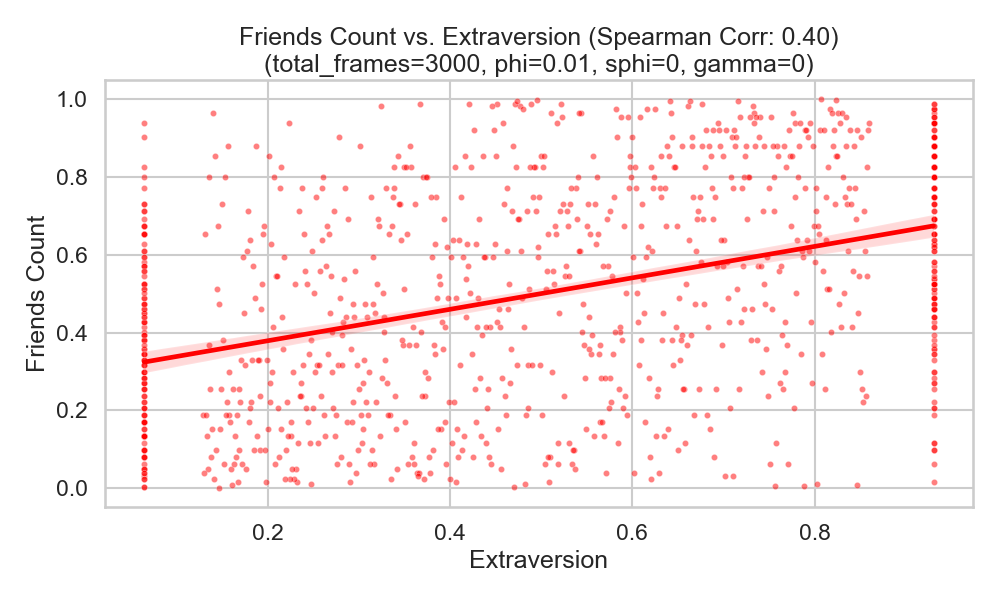 Friends Count vs. Extraversion (Spearman Corr: 0.40)
(total_frames=3000, phi=0.01, sphi=0, gamma=0)
1.0
0.8
0.6
0.4
0.2
0.0
Friends Count
0.2 0.4 0.6 0.8
Extraversion